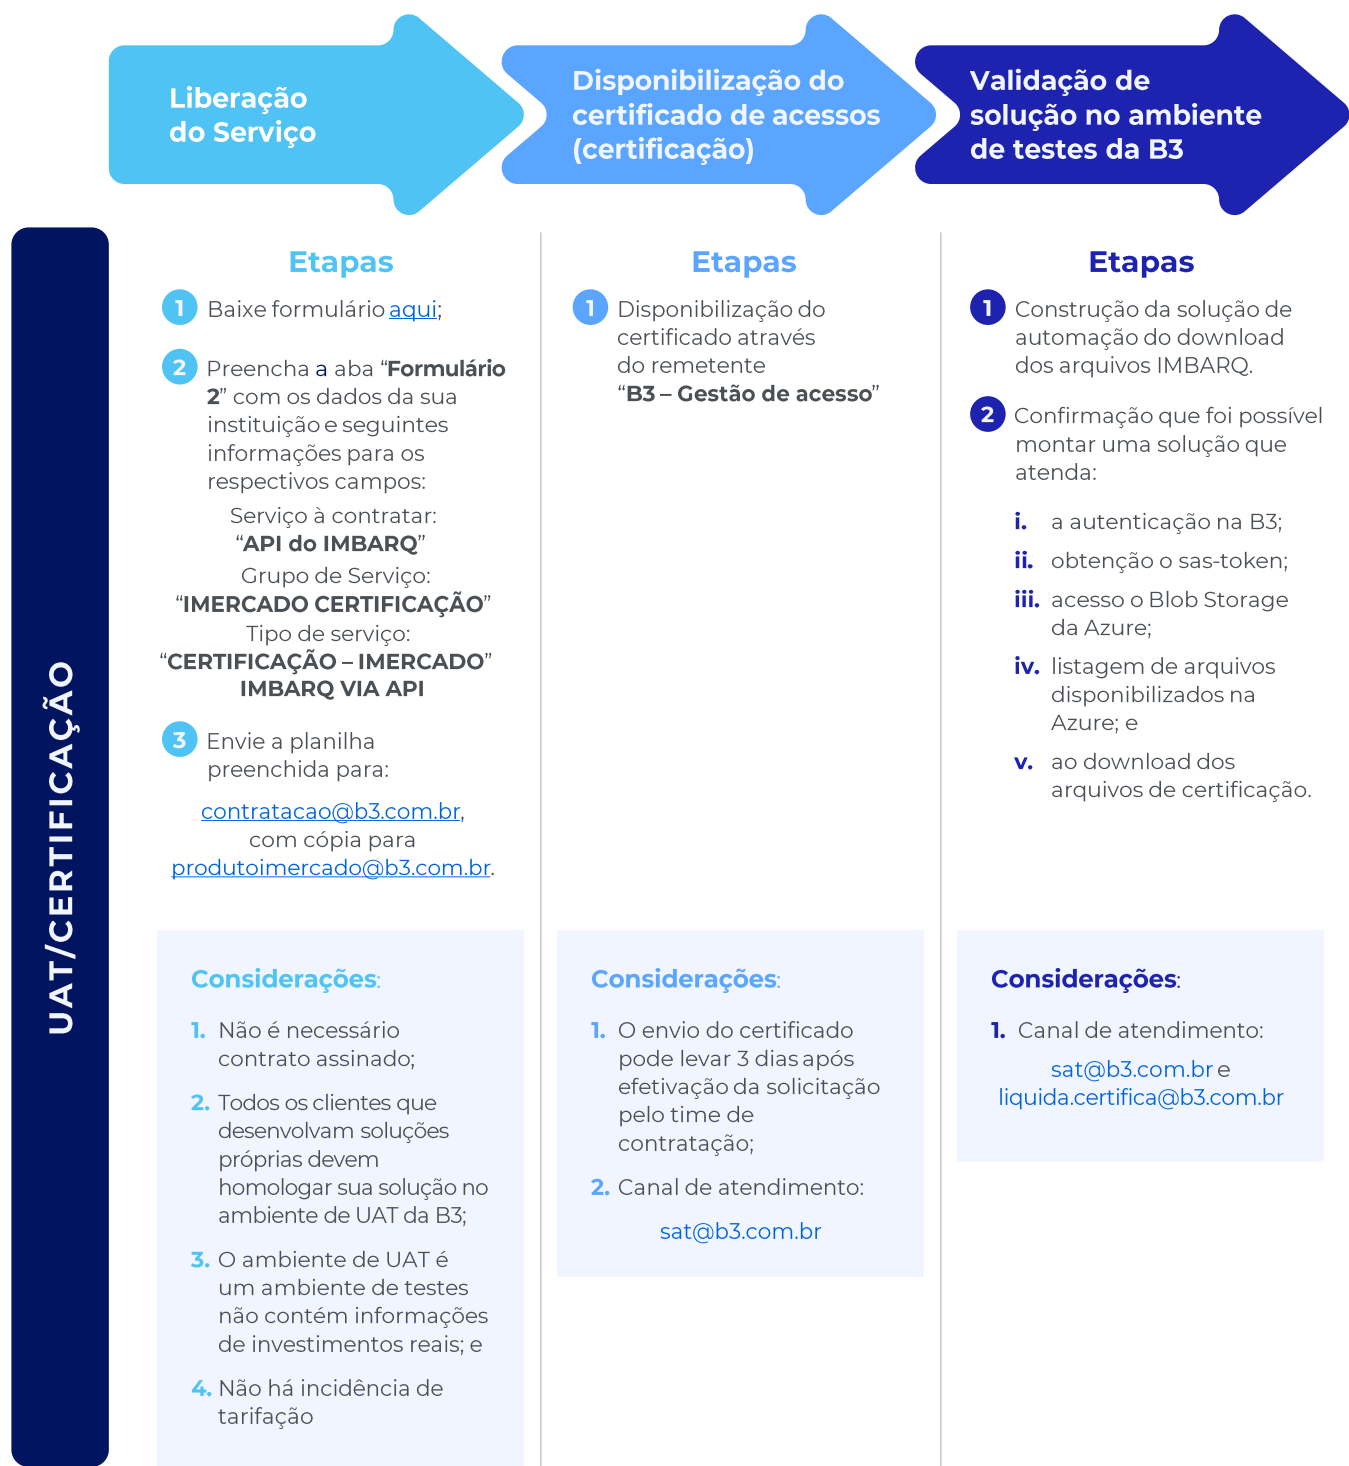 Liberação
do Serviço
Disponibilização do
certificado de acessos
(certificação)
Validação de
solução no ambiente
de testes da B3
UAT/CERTIFICAÇÃO
Etapas
1 Baixe formulário aqui;
2 Preencha a aba “Formulário
2” com os dados da sua
instituição e seguintes
informações para os
respectivos campos:
Serviço à contratar:
“API do IMBARQ”
Grupo de Serviço:
“IMERCADO CERTIFICAÇÃO”
Tipo de serviço:
“CERTIFICAÇÃO – IMERCADO”
IMBARQ VIA API
3 Envie a planilha
preenchida para:
contratacao@b3.com.br,
com cópia para
produtoimercado@b3.com.br.
Considerações:
1. Não é necessário
contrato assinado;
2. Todos os clientes que
desenvolvam soluções
próprias devem
homologar sua solução no
ambiente de UAT da B3;
3. O ambiente de UAT é
um ambiente de testes
não contém informações
de investimentos reais; e
4. Não há incidência de
tarifação
Etapas
1 Disponibilização do
certificado através
do remetente
“B3 – Gestão de acesso”
Considerações:
1. O envio do certificado
pode levar 3 dias após
efetivação da solicitação
pelo time de
contratação;
2. Canal de atendimento:
sat@b3.com.br
Etapas
1 Construção da solução de
automação do download
dos arquivos IMBARQ.
2 Confirmação que foi possível
montar uma solução que
atenda:
i. a autenticação na B3;
ii. obtenção o sas-token;
iii. acesso o Blob Storage
da Azure;
iv. listagem de arquivos
disponibilizados na
Azure; e
v. ao download dos
arquivos de certificação.
Considerações:
1. Canal de atendimento:
sat@b3.com.br e
liquida.certifica@b3.com.br